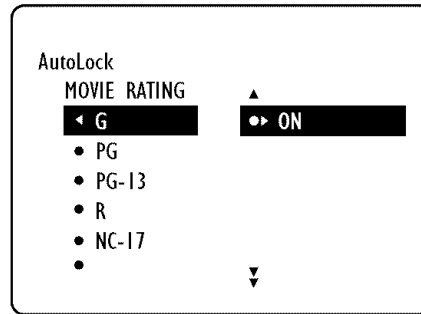 AutoLock
MOVIE RATING
G ON
PG
PG-13
R
NC-17